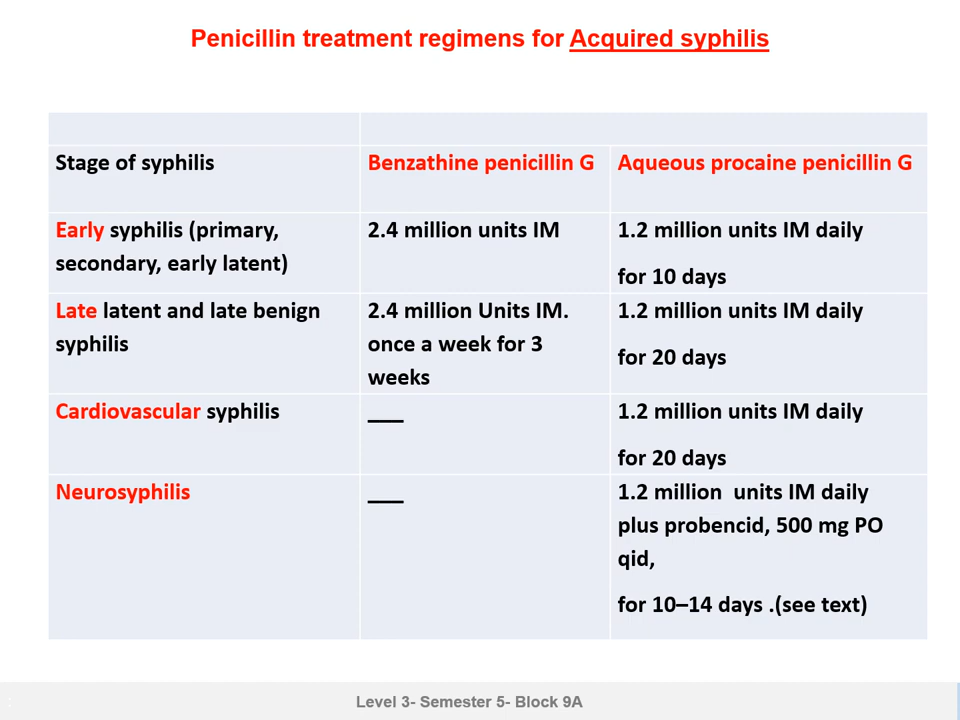 Penicillin treatment regimens for Acquired syphilis
Stage of syphilis
Benzathine penicillin G
Aqueous procaine penicillin G
Early syphilis (primary,
secondary, early latent)
2.4 million units IM
1.2 million units IM daily
for 10 days
Late latent and late benign
syphilis
2.4 million Units IM.
once a week for 3
weeks
1.2 million units IM daily
for 20 days
Cardiovascular syphilis
___
1.2 million units IM daily
for 20 days
Neurosyphilis
___
1.2 million  units IM daily
plus probencid, 500 mg PO
qid,
for 10–14 days .(see text)
Level 3- Semester 5- Block 9A